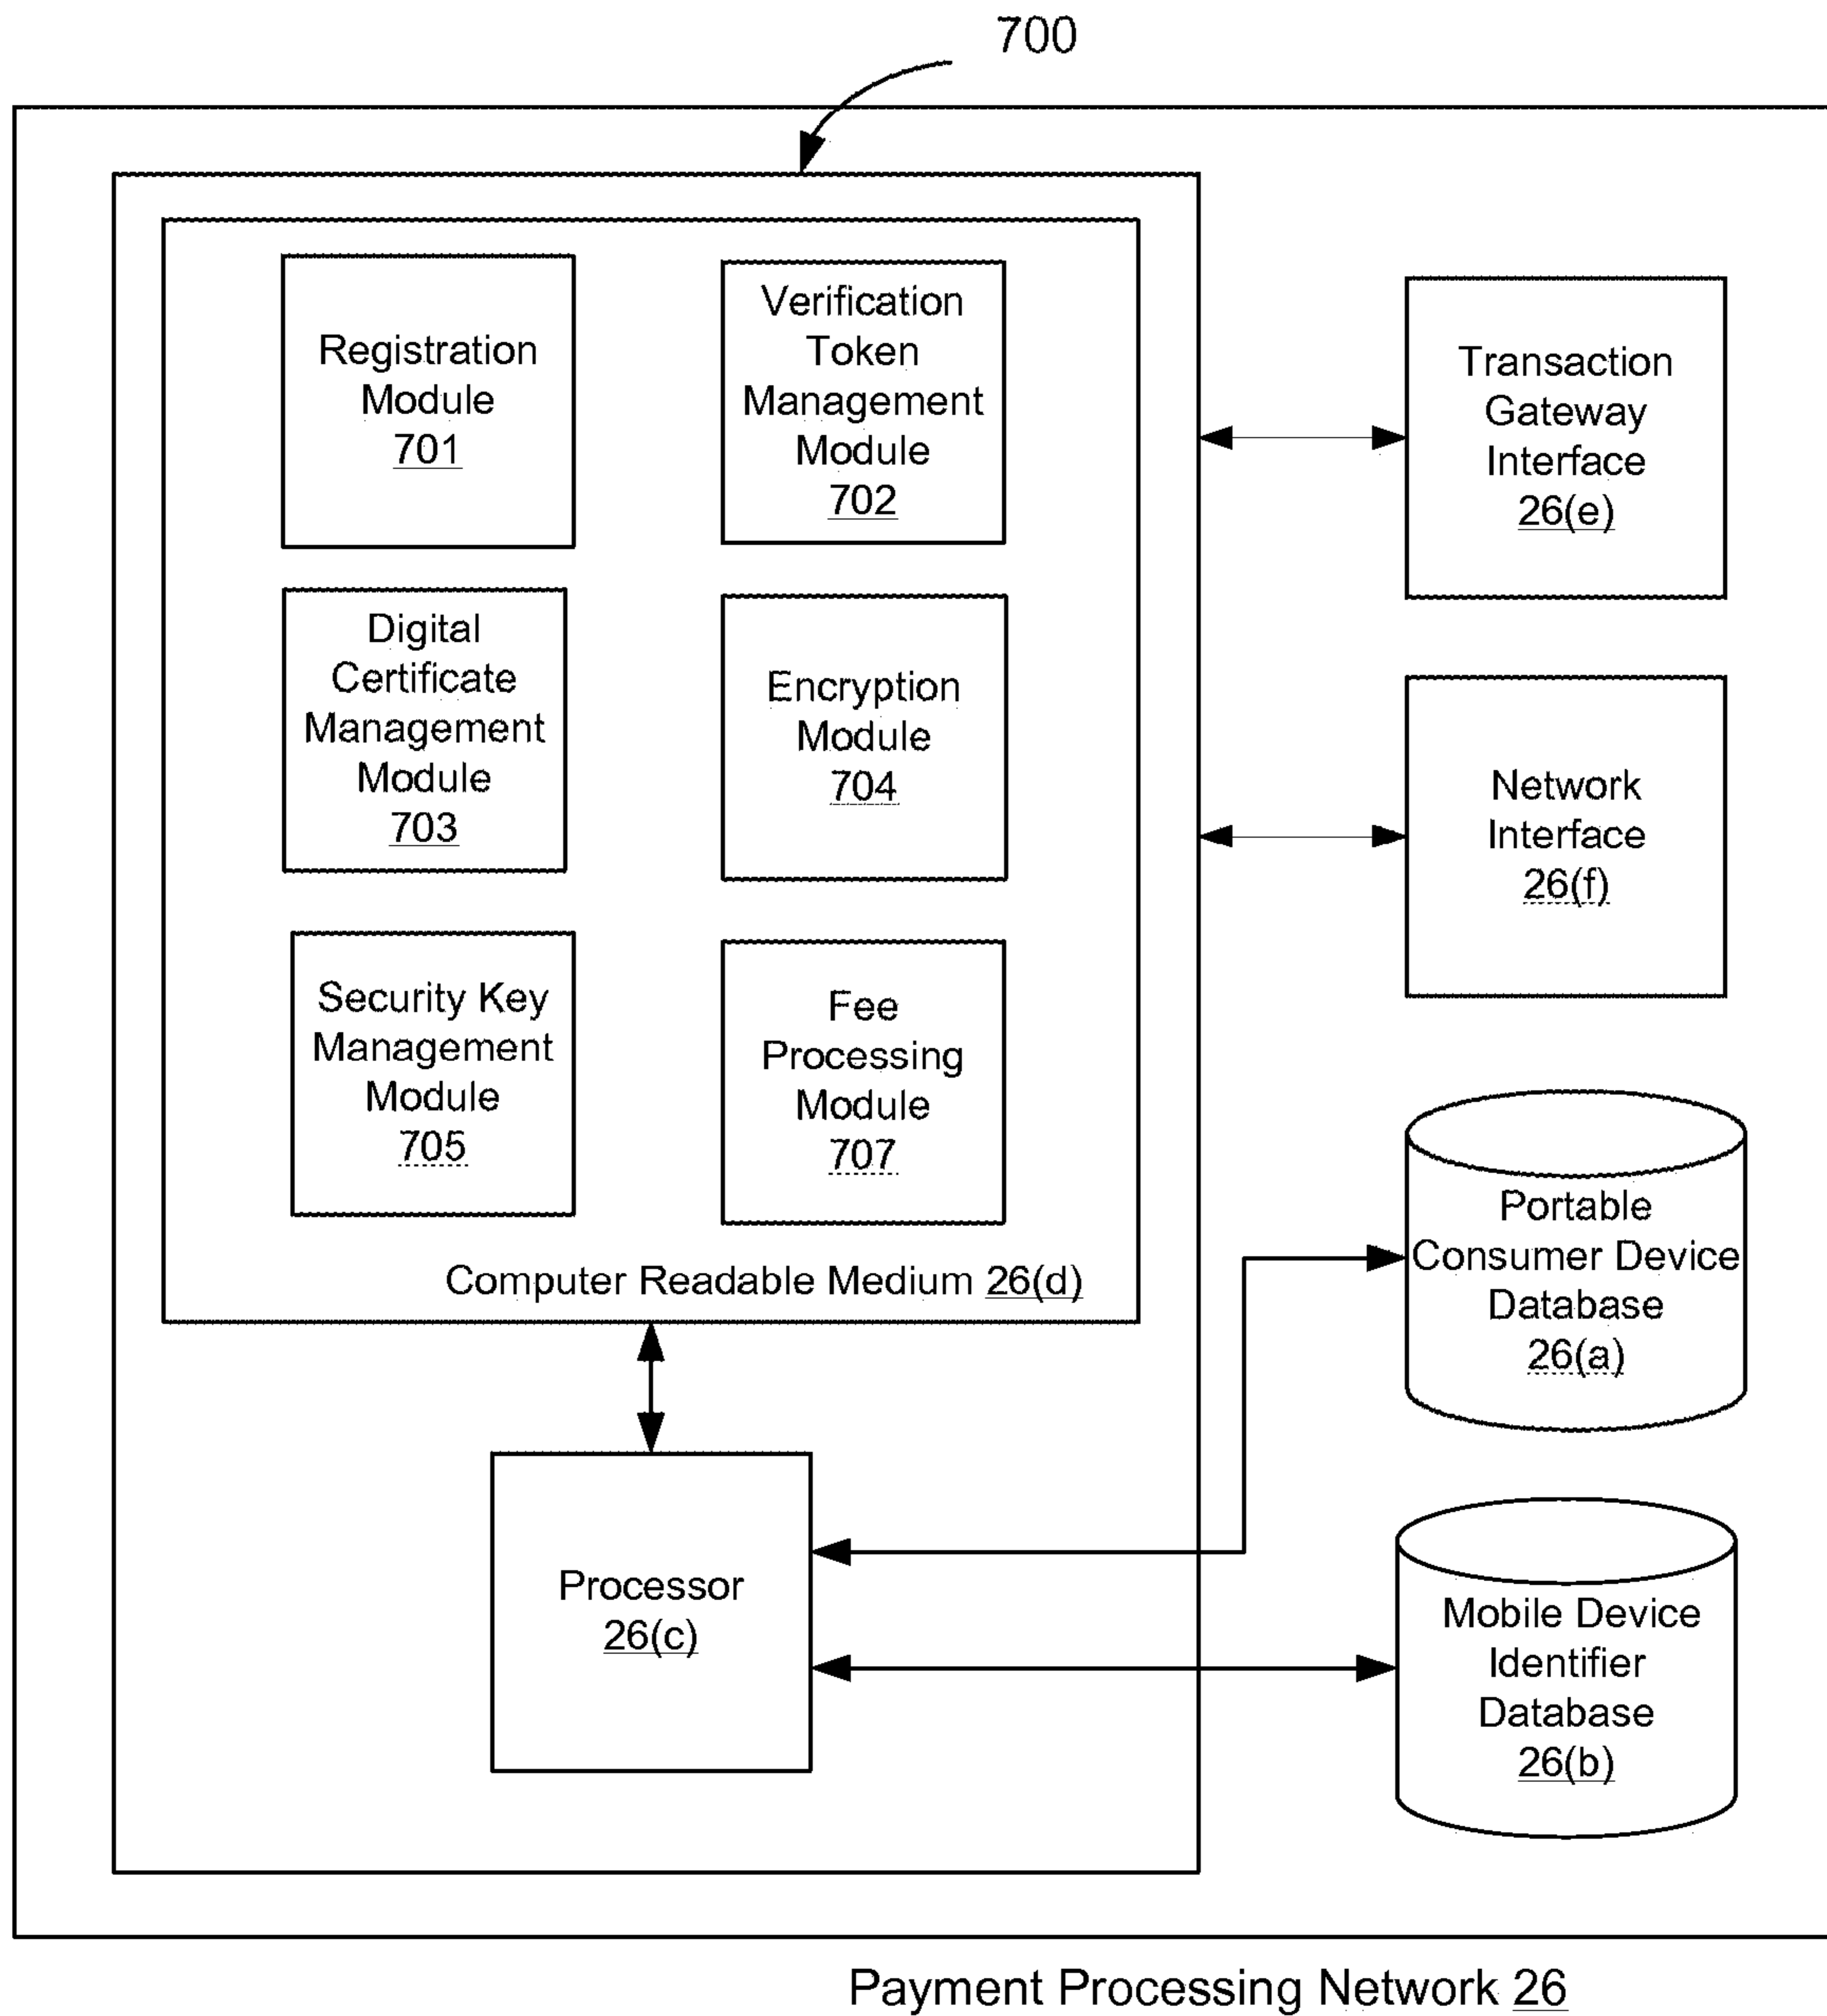 700
Registration
Module
701
Verification
Token
Management
Module
702
Digital
Certificate
Management
Module
703
Encryption
Module
704
Security Key
Management
Module
705
Fee
Processing
Module
707
Computer Readable Medium 26(d)
Processor
26(c)
Transaction
Gateway
Interface
26(e)
Network
Interface
26(f)
Portable
Consumer Device
Database
26(a)
Mobile Device
Identifier
Database
26(b)
Payment Processing Network 26